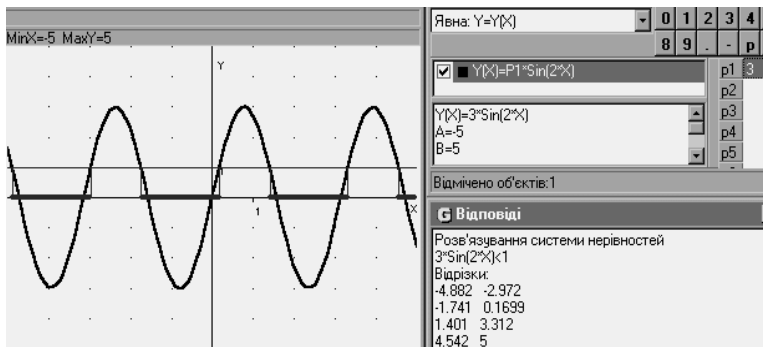 MinX=-5 MaxY=5
Y
1
1
X
Явна: Y=Y(X)
0 1 2 3 4
8 9 . - p
Y(X)=P1*Sin(2*X)
p1 3
p2
p3
p4
p5
Y(X)=3*Sin(2*X)
A=-5
B=5
Відмічено об'єктів:1
G Відповіді
Розв'язування системи нерівностей
3*Sin(2*X)<1
Відрізки:
-4.882 -2.972
-1.741 0.1699
1.401 3.312
4.542 5